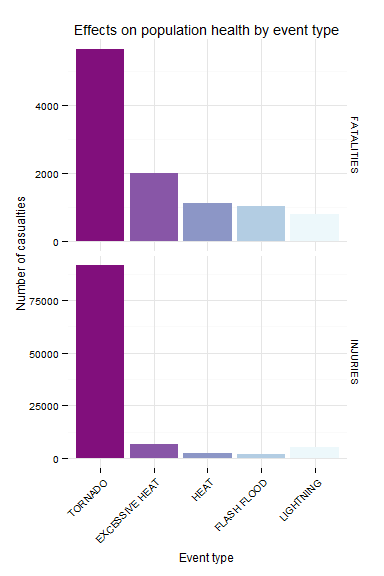 Effects on population health by event type
Number of casualties
4000
2000
0
FATALITIES
75000
50000
25000
0
INJURIES
TORNADO
EXCESSIVE HEAT
HEAT
FLASH FLOOD
LIGHTNING
Event type